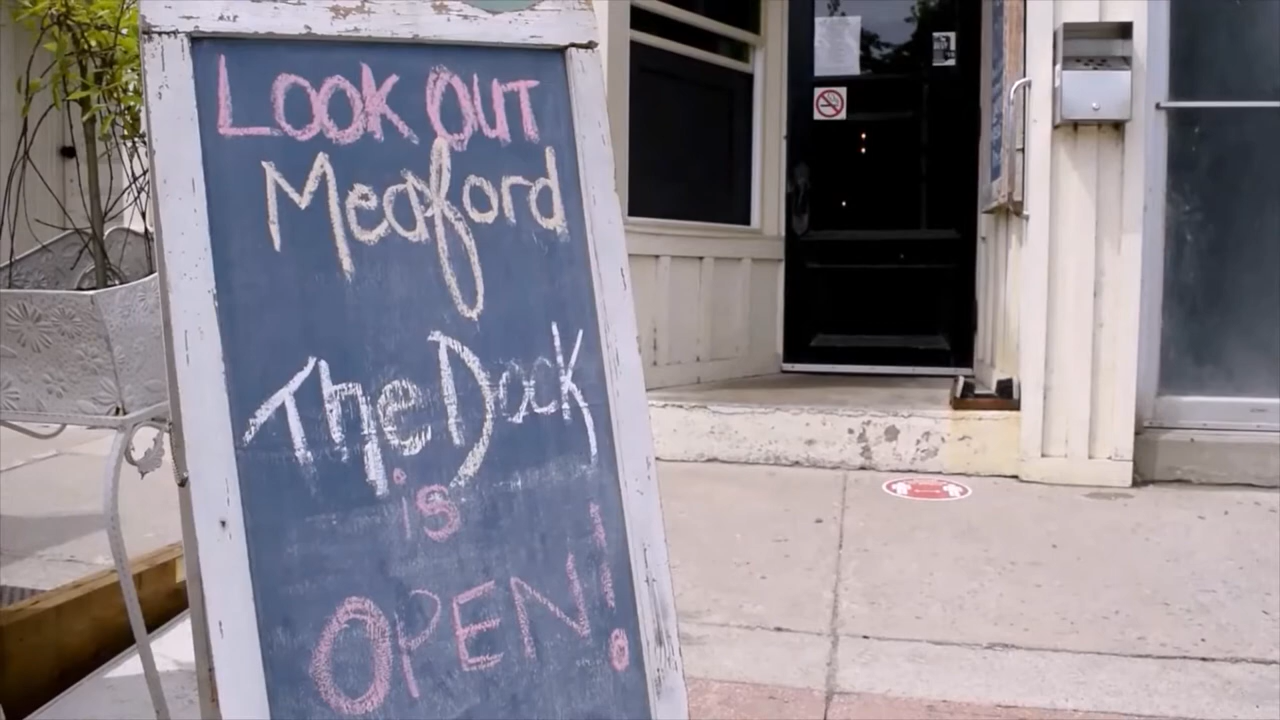 LOOK OUT
Meaford
The Dock
is
OPEN!